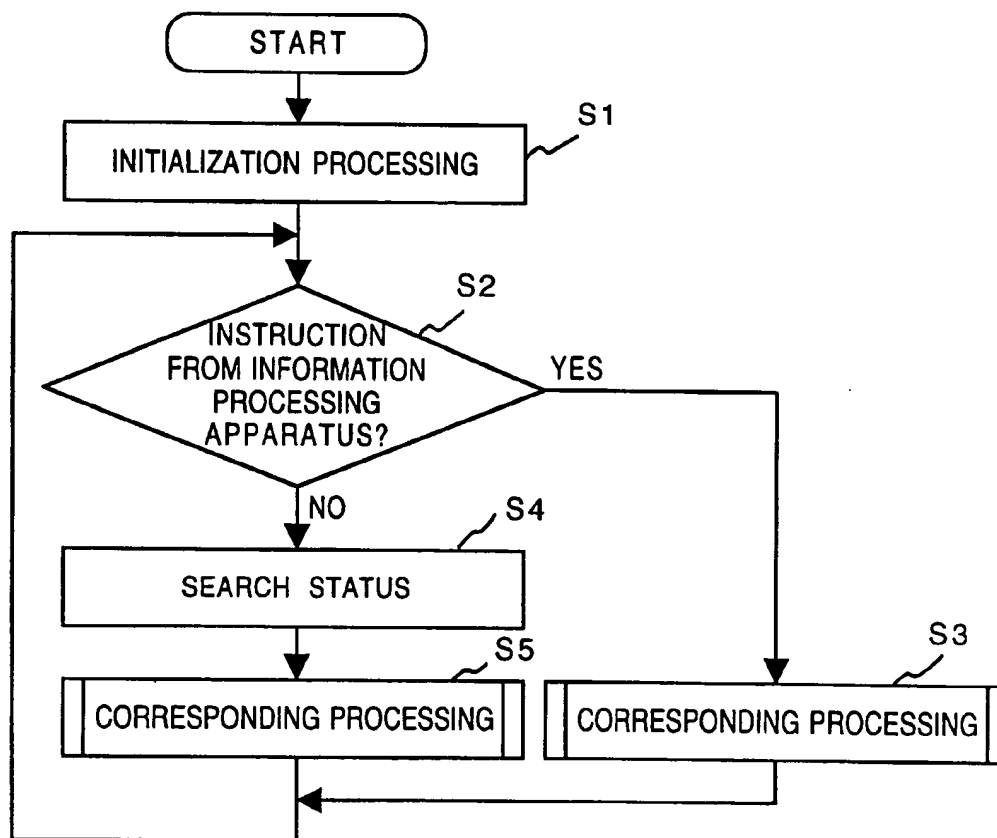 START
S1
INITIALIZATION PROCESSING
S2
INSTRUCTION
FROM INFORMATION
PROCESSING
APPARATUS?
YES
NO
S4
SEARCH STATUS
S5
CORRESPONDING PROCESSING
S3
CORRESPONDING PROCESSING